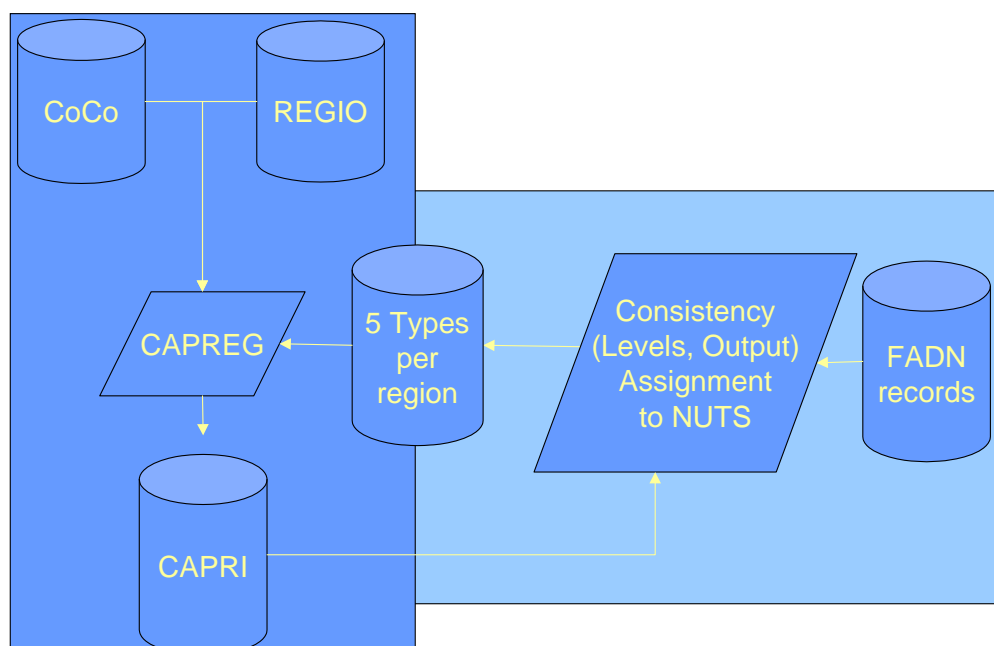 CoCo
REGIO
CAPREG
5 Types
per
region
Consistency
(Levels, Output)
Assignment
to NUTS
FADN
records
CAPRI